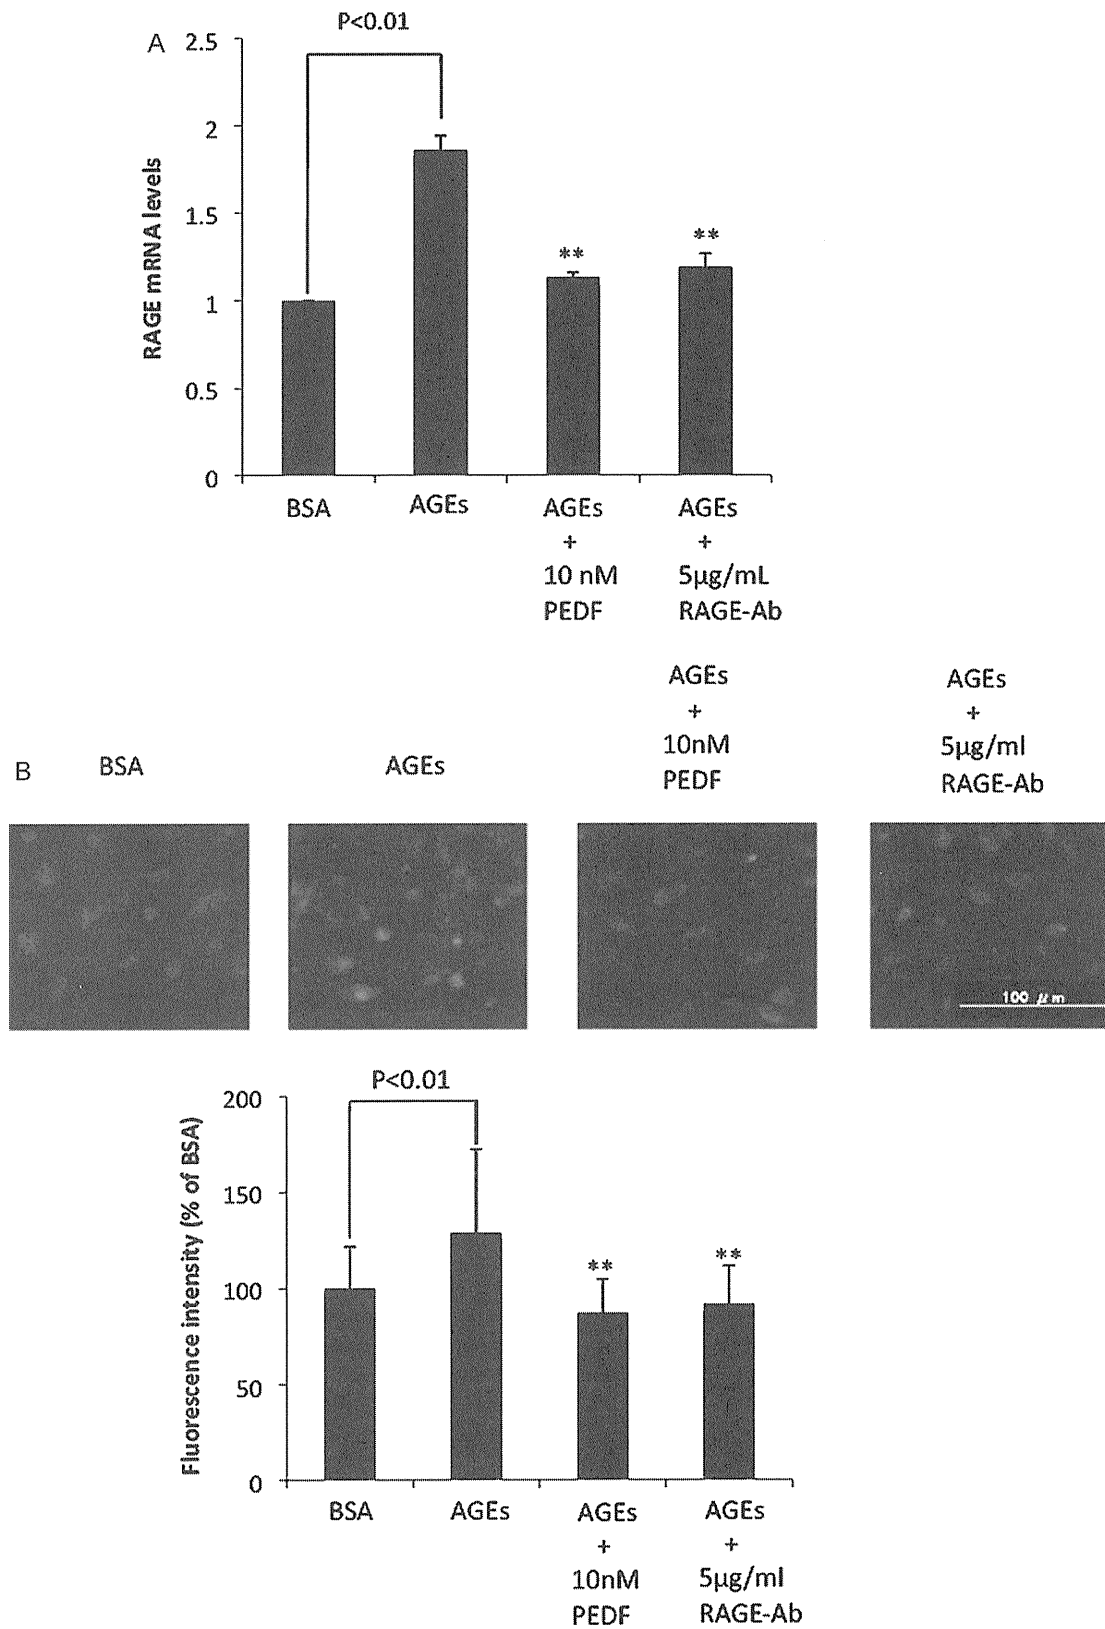 P<0.01
A
2.5
2
1.5
1
0.5
0
RAGE mRNA levels
**
**
BSA
AGEs
AGEs
+
10 nM
PEDF
AGEs
+
5µg/mL
RAGE-Ab
B
BSA
AGEs
AGEs
+
10nM
PEDF
AGEs
+
5µg/ml
RAGE-Ab
100 µm
P<0.01
200
150
100
50
0
Fluorescence intensity (% of BSA)
**
**
BSA
AGEs
AGEs
+
10nM
PEDF
AGEs
+
5µg/ml
RAGE-Ab